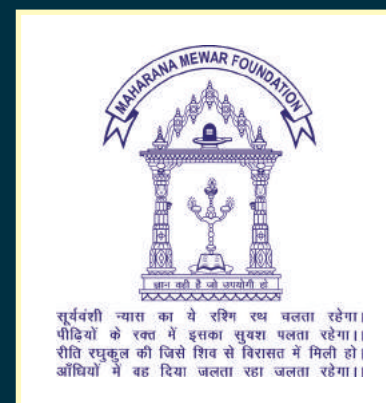 MAHARANA MEWAR FOUNDATION
ज्ञान वही है जो उपयोगी हो
सूर्यवंशी न्यास का ये रश्मि रथ चलता रहेगा।
पीढ़ियों के रक्त में इसका सुयश पलता रहेगा।।
रीति रघुकुल की जिसे शिव से विरासत में मिली हो।
आँधियों में वह दिया जलता रहा जलता रहेगा।।